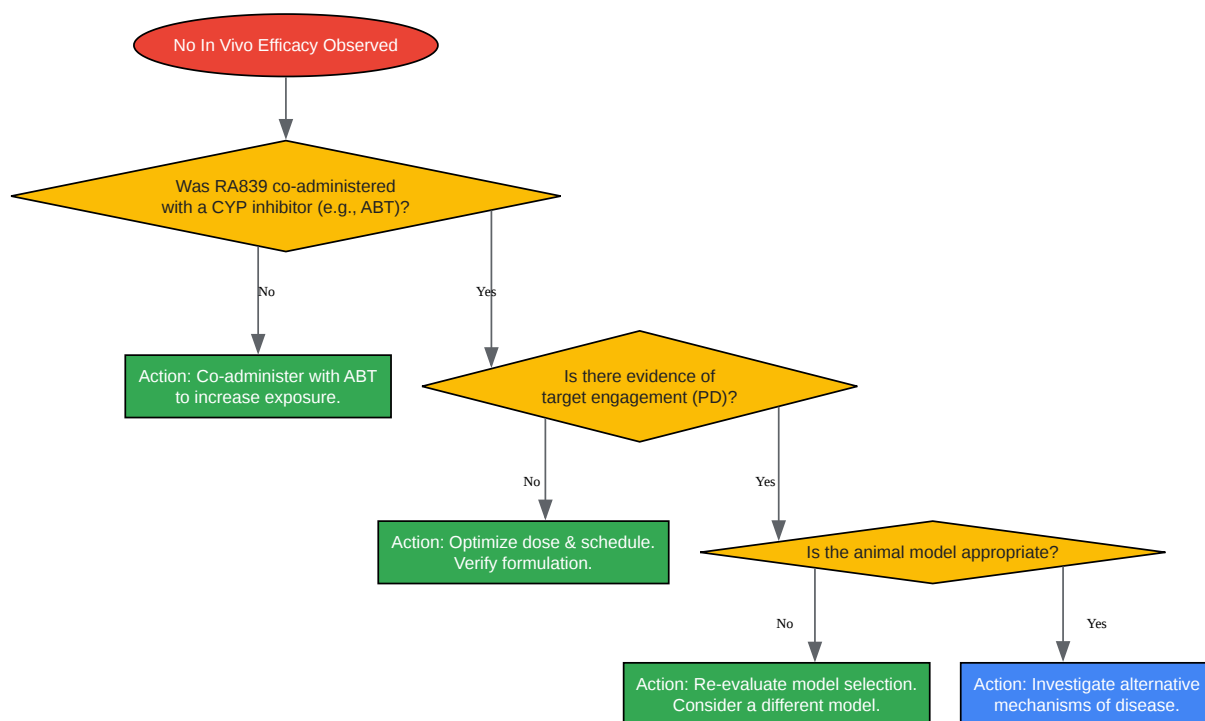 No In Vivo Efficacy Observed
Was RA839 co-administered
with a CYP inhibitor (e.g., ABT)?
No
Yes
Action: Co-administer with ABT
to increase exposure.
Is there evidence of
target engagement (PD)?
No
Yes
Action: Optimize dose & schedule.
Verify formulation.
Is the animal model appropriate?
No
Yes
Action: Re-evaluate model selection.
Consider a different model.
Action: Investigate alternative
mechanisms of disease.